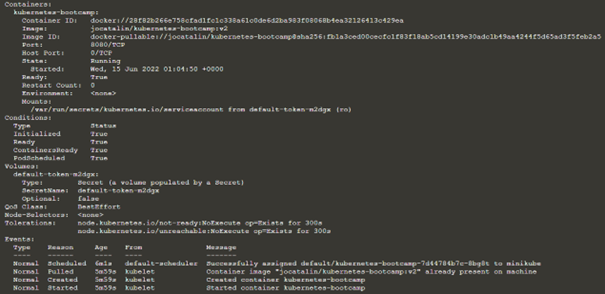 Containers:
kubernetes-bootcamp:
Container ID: docker://28f82b266e758cfad1fc1c338a61c0de6d2ba983f08068b4ea32126413c429ea
Image: jocatalin/kubernetes-bootcamp:v2
Image ID: docker-pullable://jocatalin/kubernetes-bootcamp@sha256:fb1a3ced00cecfc1f83f18ab5cd14199e30adc1b49aa4244f5d65ad3f5feb2a5
Port: 8080/TCP
Host Port: 0/TCP
State: Running
Started: Wed, 15 Jun 2022 01:04:50 +0000
Ready: True
Restart Count: 0
Environment: <none>
Mounts:
/var/run/secrets/kubernetes.io/serviceaccount from default-token-m2dgx (ro)
Conditions:
Type Status
Initialized True
Ready True
ContainersReady True
PodScheduled True
Volumes:
default-token-m2dgx:
Type: Secret (a volume populated by a Secret)
SecretName: default-token-m2dgx
Optional: false
QoS Class: BestEffort
Node-Selectors: <none>
Tolerations: node.kubernetes.io/not-ready:NoExecute op=Exists for 300s
node.kubernetes.io/unreachable:NoExecute op=Exists for 300s
Events:
Type Reason Age From Message
---- ------ ---- ---- -------
Normal Scheduled 6m1s default-scheduler Successfully assigned default/kubernetes-bootcamp-7d44784b7c-8bg8t to minikube
Normal Pulled 5m59s kubelet Container image "jocatalin/kubernetes-bootcamp:v2" already present on machine
Normal Created 5m59s kubelet Created container kubernetes-bootcamp
Normal Started 5m59s kubelet Started container kubernetes-bootcamp